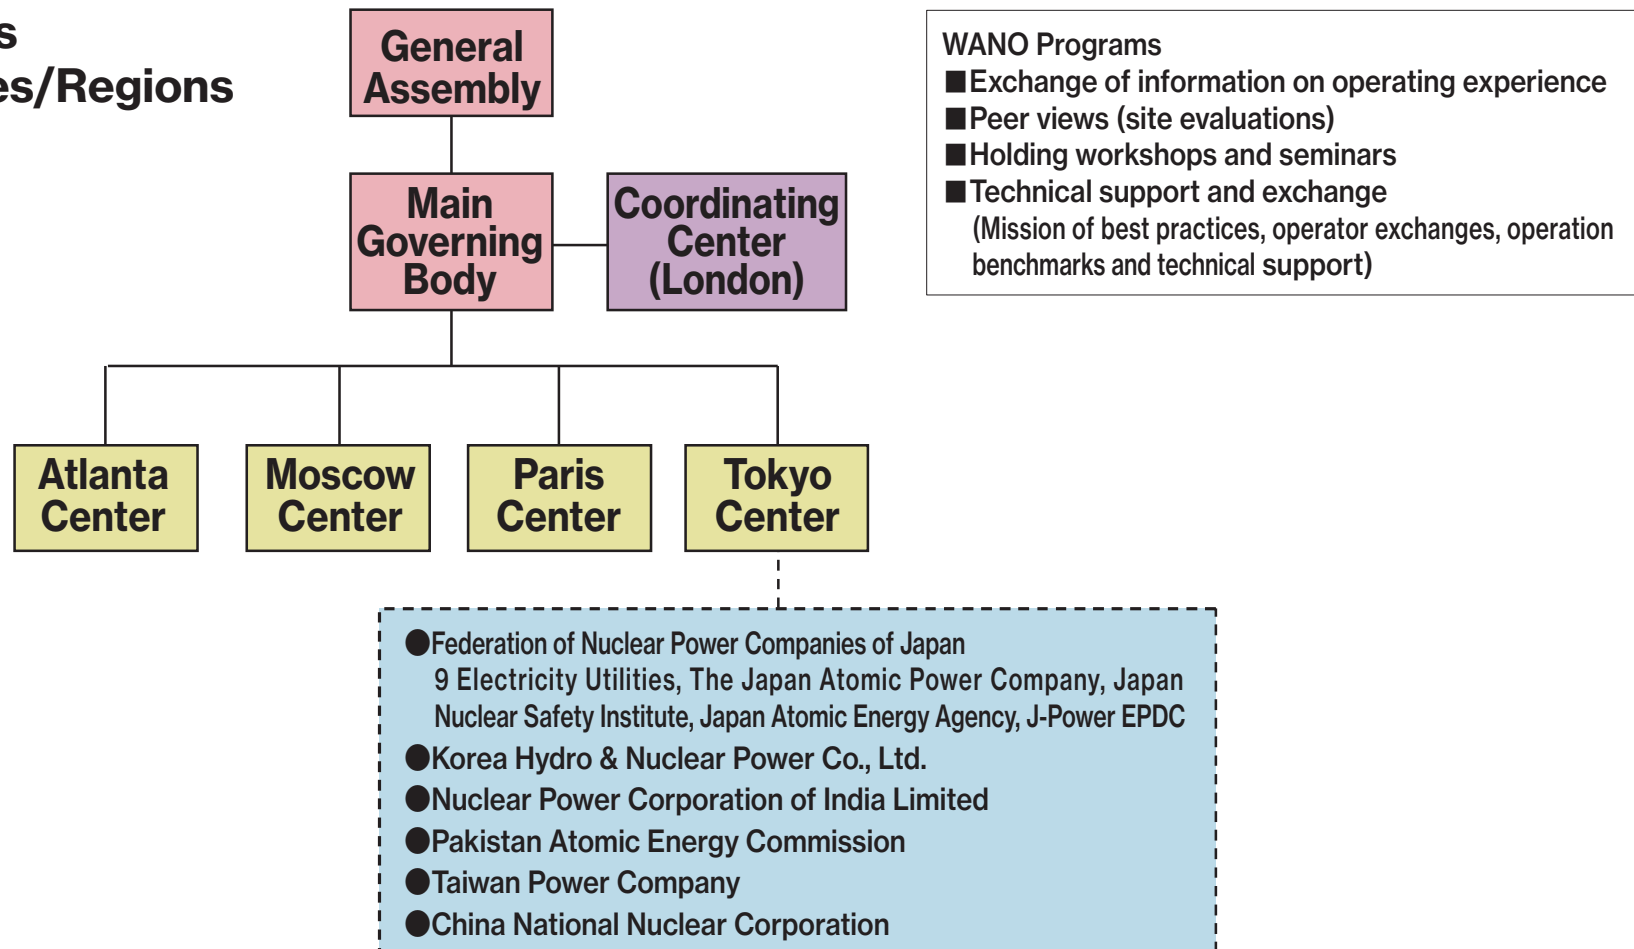 s
es/Regions
General
Assembly
Main
Governing
Body
Coordinating
Center
(London)
WANO Programs
■Exchange of information on operating experience
■Peer views (site evaluations)
■Holding workshops and seminars
■Technical support and exchange
(Mission of best practices, operator exchanges, operation
benchmarks and technical support)
Atlanta
Center
Moscow
Center
Paris
Center
Tokyo
Center
●Federation of Nuclear Power Companies of Japan
9 Electricity Utilities, The Japan Atomic Power Company, Japan
Nuclear Safety Institute, Japan Atomic Energy Agency, J-Power EPDC
●Korea Hydro & Nuclear Power Co., Ltd.
●Nuclear Power Corporation of India Limited
●Pakistan Atomic Energy Commission
●Taiwan Power Company
●China National Nuclear Corporation